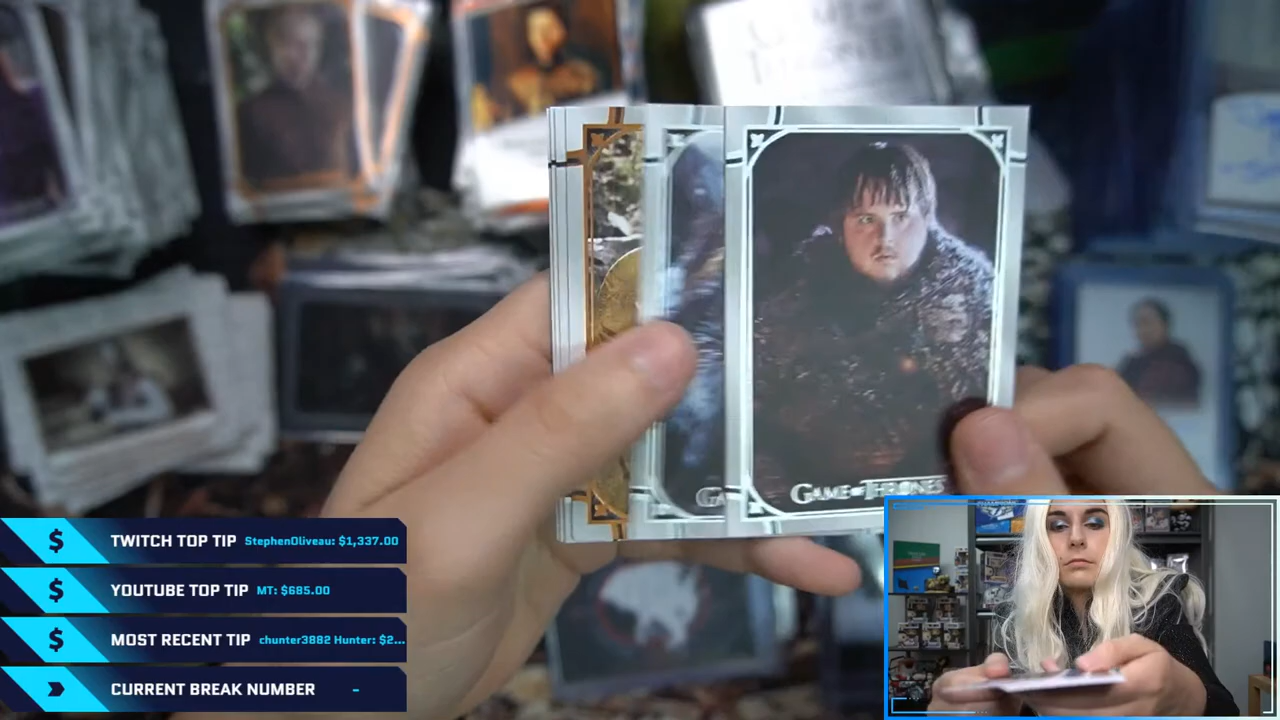 GAME OF THRONES
GA
TWITCH TOP TIP StephenOliveau: $1,337.00
YOUTUBE TOP TIP MT: $685.00
MOST RECENT TIP chunter3882 Hunter: $2...
CURRENT BREAK NUMBER -